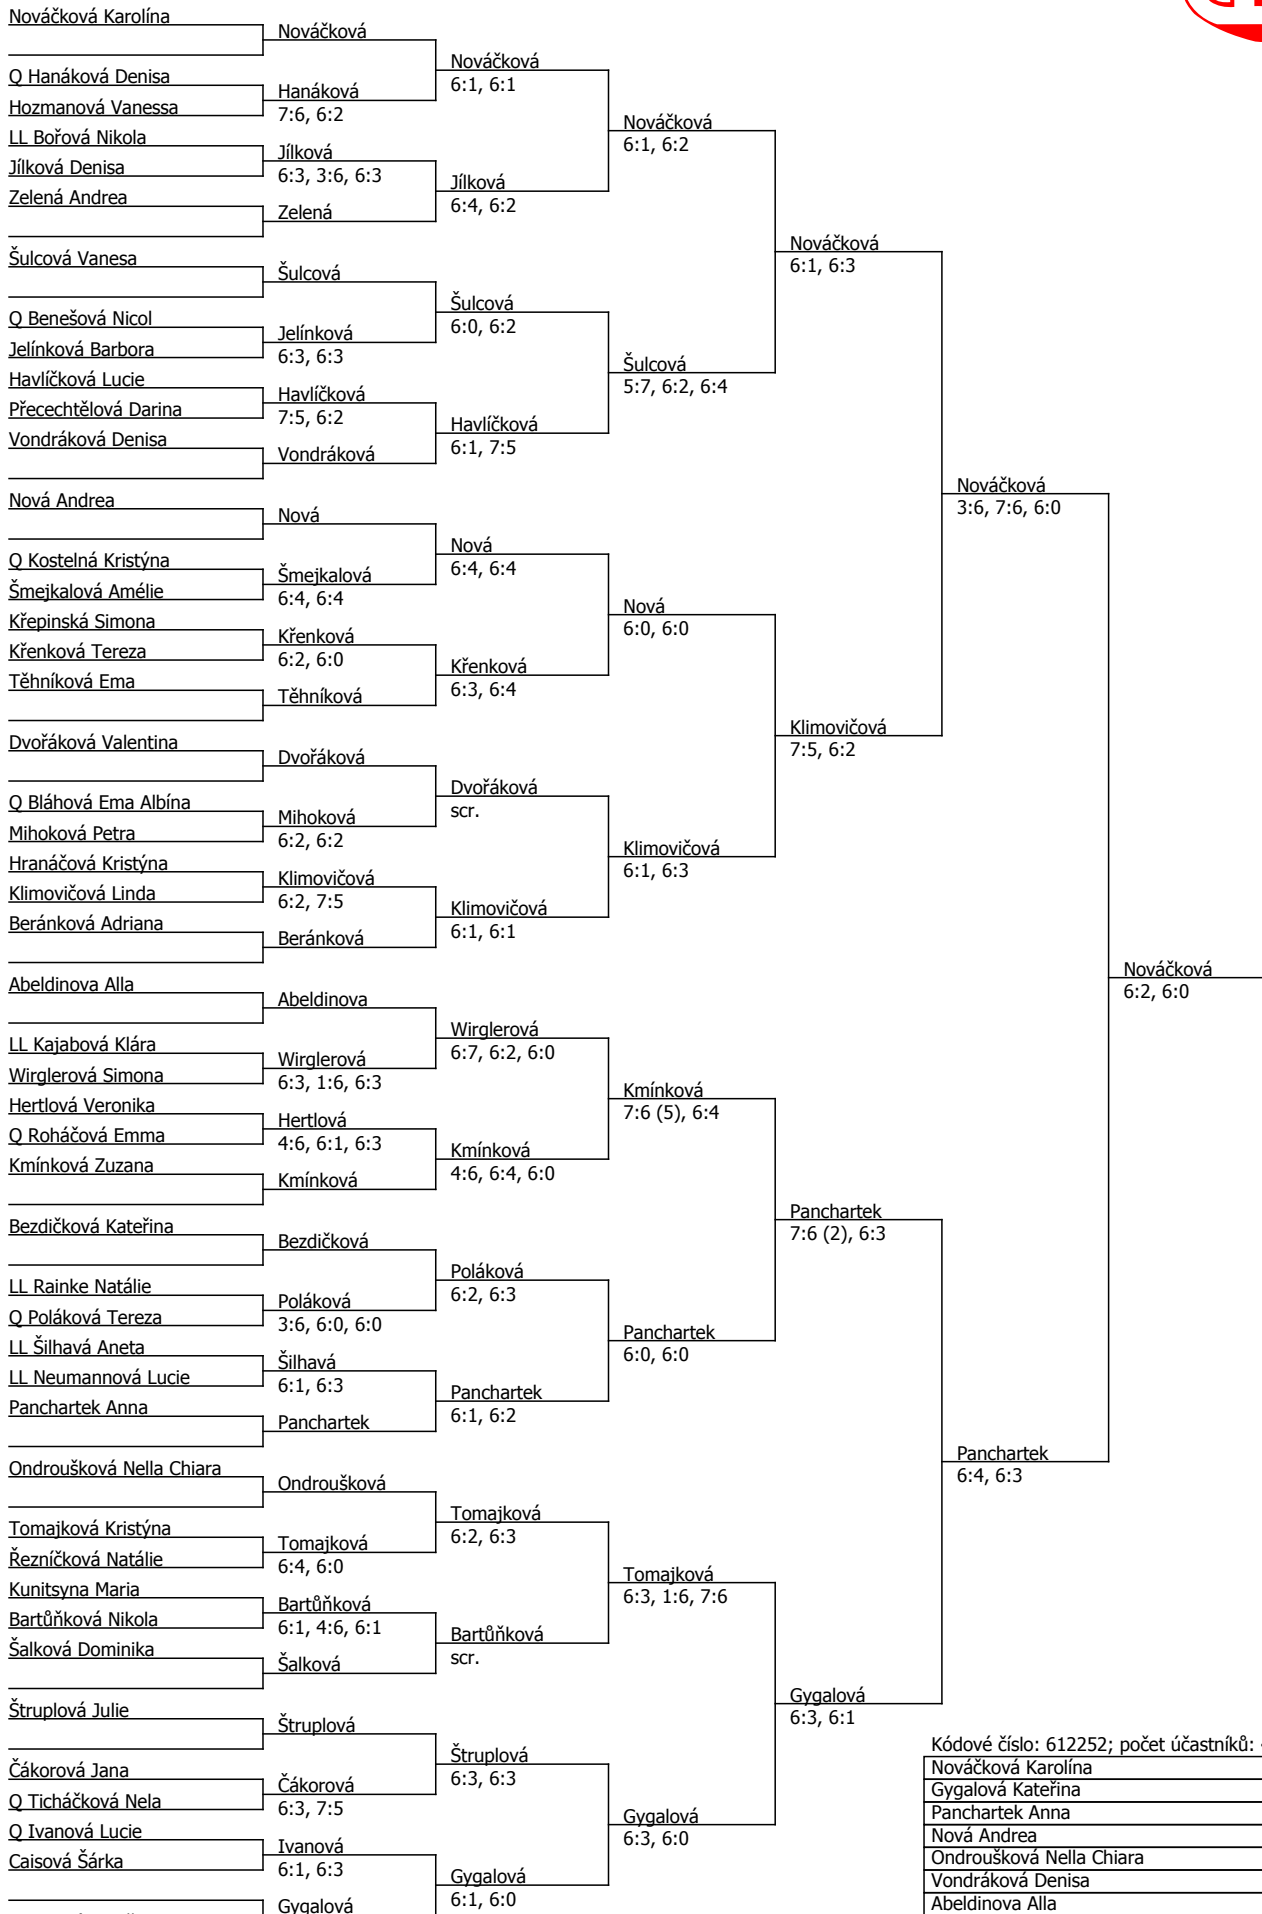 Nováčková Karolína
Q Hanáková Denisa
Hozmanová Vanessa
LL Bořová Nikola
Jílková Denisa
Zelená Andrea
Šulcová Vanesa
Q Benešová Nicol
Jelínková Barbora
Havlíčková Lucie
Přecechtělová Darina
Vondráková Denisa
Nová Andrea
Q Kostelná Kristýna
Šmejkalová Amélie
Křepinská Simona
Křenková Tereza
Těhníková Ema
Dvořáková Valentina
Q Bláhová Ema Albína
Mihoková Petra
Hranáčová Kristýna
Klimovičová Linda
Beránková Adriana
Abeldinova Alla
LL Kajabová Klára
Wirglerová Simona
Hertlová Veronika
Q Roháčová Emma
Kmínková Zuzana
Bezdičková Kateřina
LL Rainke Natálie
Q Poláková Tereza
LL Šilhavá Aneta
LL Neumannová Lucie
Panchartek Anna
Ondroušková Nella Chiara
Tomajková Kristýna
Řezníčková Natálie
Kunitsyna Maria
Bartůňková Nikola
Šalková Dominika
Štruplová Julie
Čákorová Jana
Q Ticháčková Nela
Q Ivanová Lucie
Caisová Šárka
Nováčková
Hanáková
7:6, 6:2
Jílková
6:3, 3:6, 6:3
Zelená
Šulcová
Jelínková
6:3, 6:3
Havlíčková
7:5, 6:2
Vondráková
Nová
Šmejkalová
6:4, 6:4
Křenková
6:2, 6:0
Těhníková
Dvořáková
Mihoková
6:2, 6:2
Klimovičová
6:2, 7:5
Beránková
Abeldinova
Wirglerová
6:3, 1:6, 6:3
Hertlová
4:6, 6:1, 6:3
Kmínková
Bezdičková
Poláková
3:6, 6:0, 6:0
Šilhavá
6:1, 6:3
Panchartek
Ondroušková
Tomajková
6:4, 6:0
Bartůňková
6:1, 4:6, 6:1
Šalková
Štruplová
Čákorová
6:3, 7:5
Ivanová
6:1, 6:3
Gygalová
Nováčková
6:1, 6:1
Jílková
6:4, 6:2
Šulcová
6:0, 6:2
Havlíčková
6:1, 7:5
Nová
6:4, 6:4
Křenková
6:3, 6:4
Dvořáková
scr.
Klimovičová
6:1, 6:1
Wirglerová
6:7, 6:2, 6:0
Kmínková
4:6, 6:4, 6:0
Poláková
6:2, 6:3
Panchartek
6:1, 6:2
Tomajková
6:2, 6:3
Bartůňková
scr.
Štruplová
6:3, 6:3
Gygalová
6:1, 6:0
Nováčková
6:1, 6:2
Šulcová
5:7, 6:2, 6:4
Nová
6:0, 6:0
Klimovičová
6:1, 6:3
Kmínková
7:6 (5), 6:4
Panchartek
6:0, 6:0
Tomajková
6:3, 1:6, 7:6
Gygalová
6:3, 6:0
Nováčková
6:1, 6:3
Klimovičová
7:5, 6:2
Panchartek
7:6 (2), 6:3
Gygalová
6:3, 6:1
Nováčková
3:6, 7:6, 6:0
Panchartek
6:4, 6:3
Nováčková
6:2, 6:0
Kódové číslo: 612252; počet účastníků:
Nováčková Karolína
Gygalová Kateřina
Panchartek Anna
Nová Andrea
Ondroušková Nella Chiara
Vondráková Denisa
Abeldinova Alla